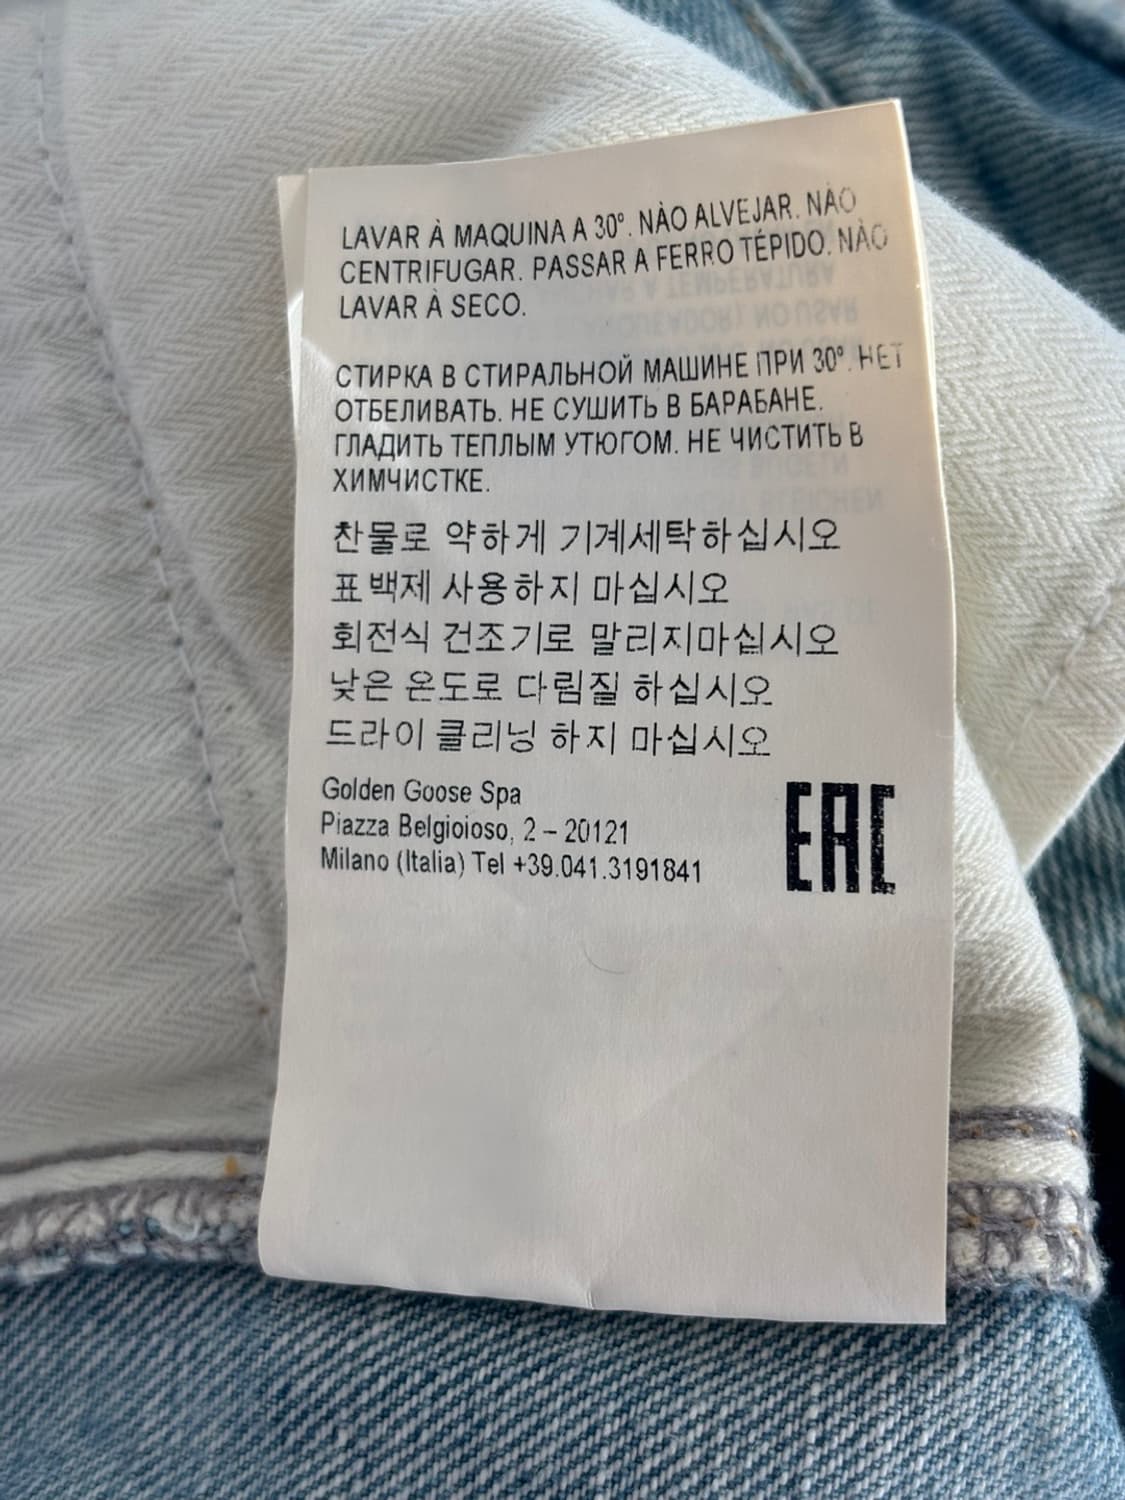 LAVAR À MAQUINA A 30º. NÀO ALVEJAR. NÀO
CENTRIFUGAR. PASSAR A FERRO TÉPIDO. NÀO
LAVAR À SECO.
СТИРКА В СТИРАЛЬНОЙ МАШИНЕ ПРИ 30º. НЕТ
ОТБЕЛИВАТЬ. НЕ СУШИТЬ В БАРАБАНЕ.
ГЛАДИТЬ ТЕПЛЫМ УТЮГОМ. НЕ ЧИСТИТЬ В
ХИМЧИСТКЕ.
찬물로 약하게 기계세탁하십시오
표백제 사용하지 마십시오
회전식 건조기로 말리지마십시오
낮은 온도로 다림질 하십시오
드라이 클리닝 하지 마십시오
Golden Goose Spa
Piazza Belgioioso, 2 – 20121
Milano (Italia) Tel +39.041.3191841
EAC